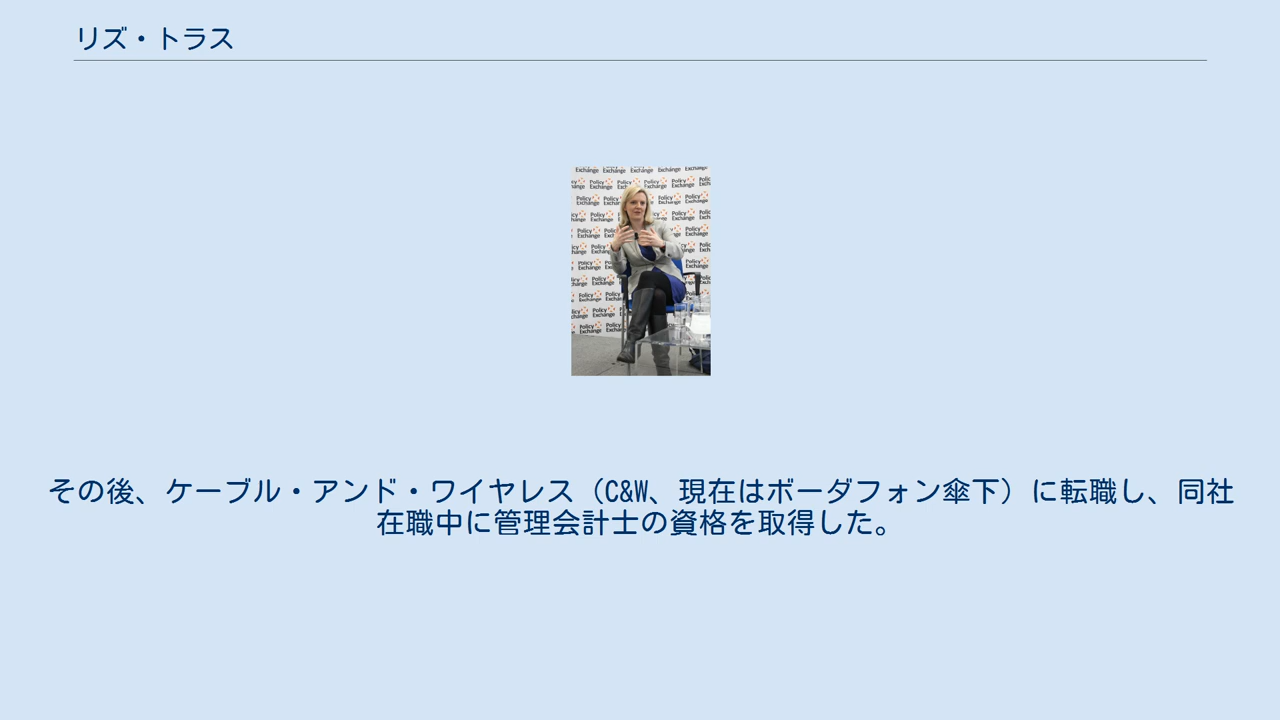 リズ・トラス
Policy Exchange
その後、ケーブル・アンド・ワイヤレス（C&W、現在はボーダフォン傘下）に転職し、同社
在職中に管理会計士の資格を取得した。